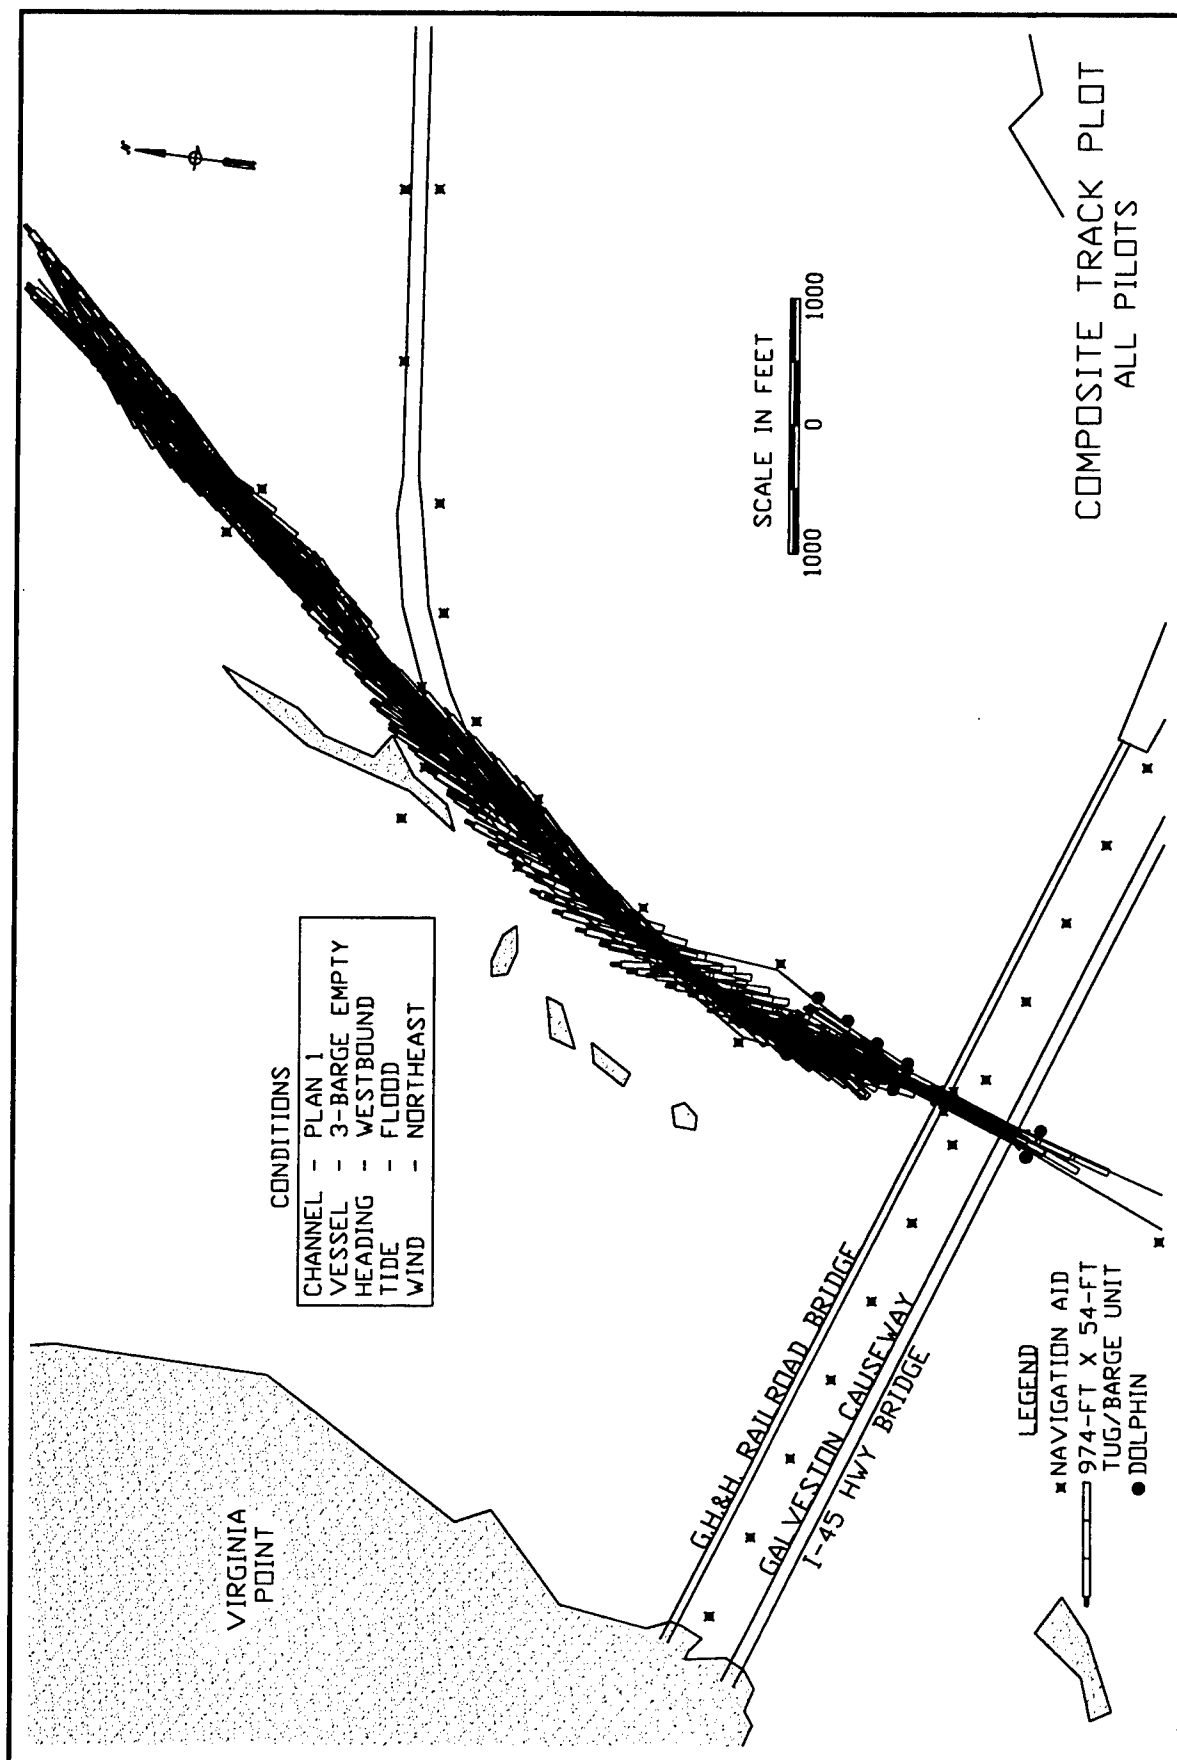 N
VIRGINIA
POINT
CONDITIONS
CHANNEL - PLAN 1
VESSEL - 3-BARGE EMPTY
HEADING - WESTBOUND
TIDE - FLOOD
WIND - NORTHEAST
SCALE IN FEET
1000 0 1000
G.H.&H. RAILROAD BRIDGE
GALVESTON CAUSEWAY
I-45 HWY BRIDGE
LEGEND
NAVIGATION AID
974-FT X 54-FT
TUG/BARGE UNIT
DOLPHIN
COMPOSITE TRACK PLOT
ALL PILOTS